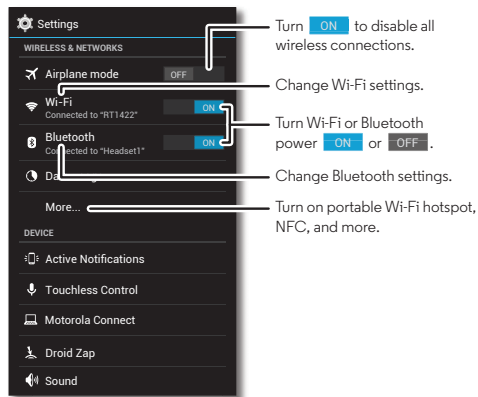 Settings
WIRELESS & NETWORKS
Airplane mode OFF
Wi-Fi
Connected to "RT1422"
ON
Bluetooth
Connected to "Headset1"
ON
More...
DEVICE
Active Notifications
Touchless Control
Motorola Connect
Droid Zap
Sound
Turn ON to disable all
wireless connections.
Change Wi-Fi settings.
Turn Wi-Fi or Bluetooth
power ON or OFF.
Change Bluetooth settings.
Turn on portable Wi-Fi hotspot,
NFC, and more.